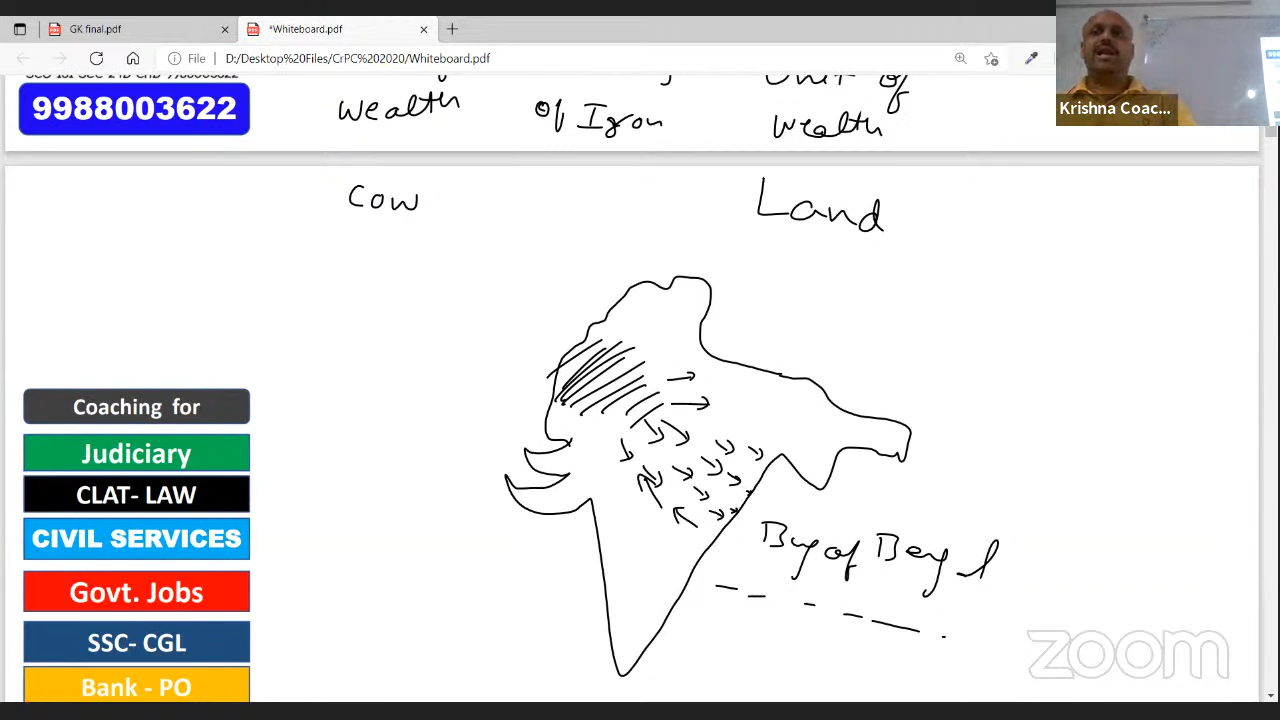 GK final.pdf
*Whiteboard.pdf
File
D:/Desktop%20Files/CrPC%202020/Whiteboard.pdf
9988003622
Wealth
of Iron
Unit of
Wealth
Krishna Coac...
Cow
Land
Coaching for
Judiciary
CLAT- LAW
CIVIL SERVICES
Govt. Jobs
SSC- CGL
Bank - PO
Bay of Bengal
zoom